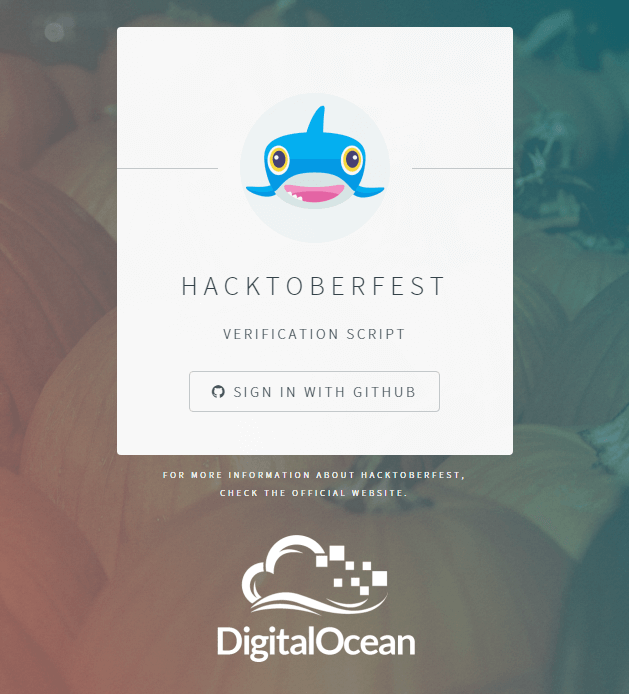 HACKTOBERFEST
VERIFICATION SCRIPT
SIGN IN WITH GITHUB
FOR MORE INFORMATION ABOUT HACKTOBERFEST,
CHECK THE OFFICIAL WEBSITE.
DigitalOcean